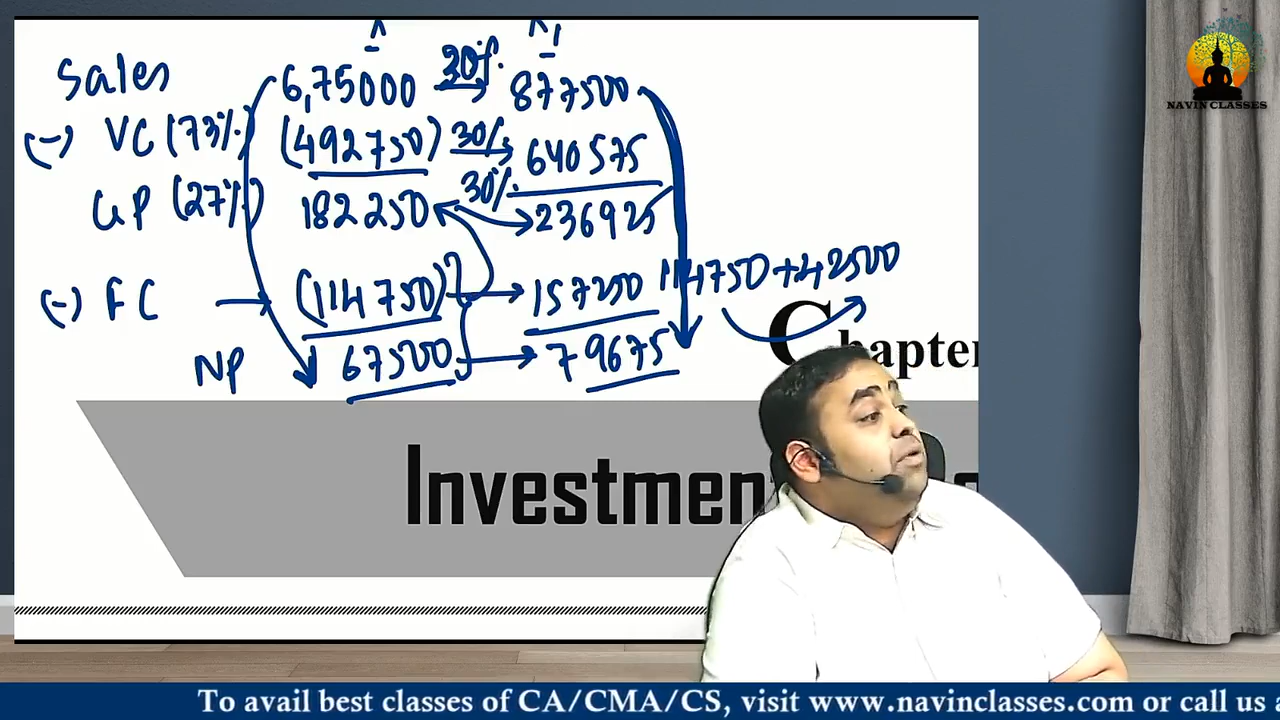 NAVIN CLASSES
Sales 6,75000 30% 877500
(-) VC (73%) (492750) 30% 640575
GP (27%) 182250 30% 236925
(-) FC (114750)? 157250 114750+42500
NP 67500 79675
Chapter
Investmen
To avail best classes of CA/CMA/CS, visit www.navinclasses.com or call us a